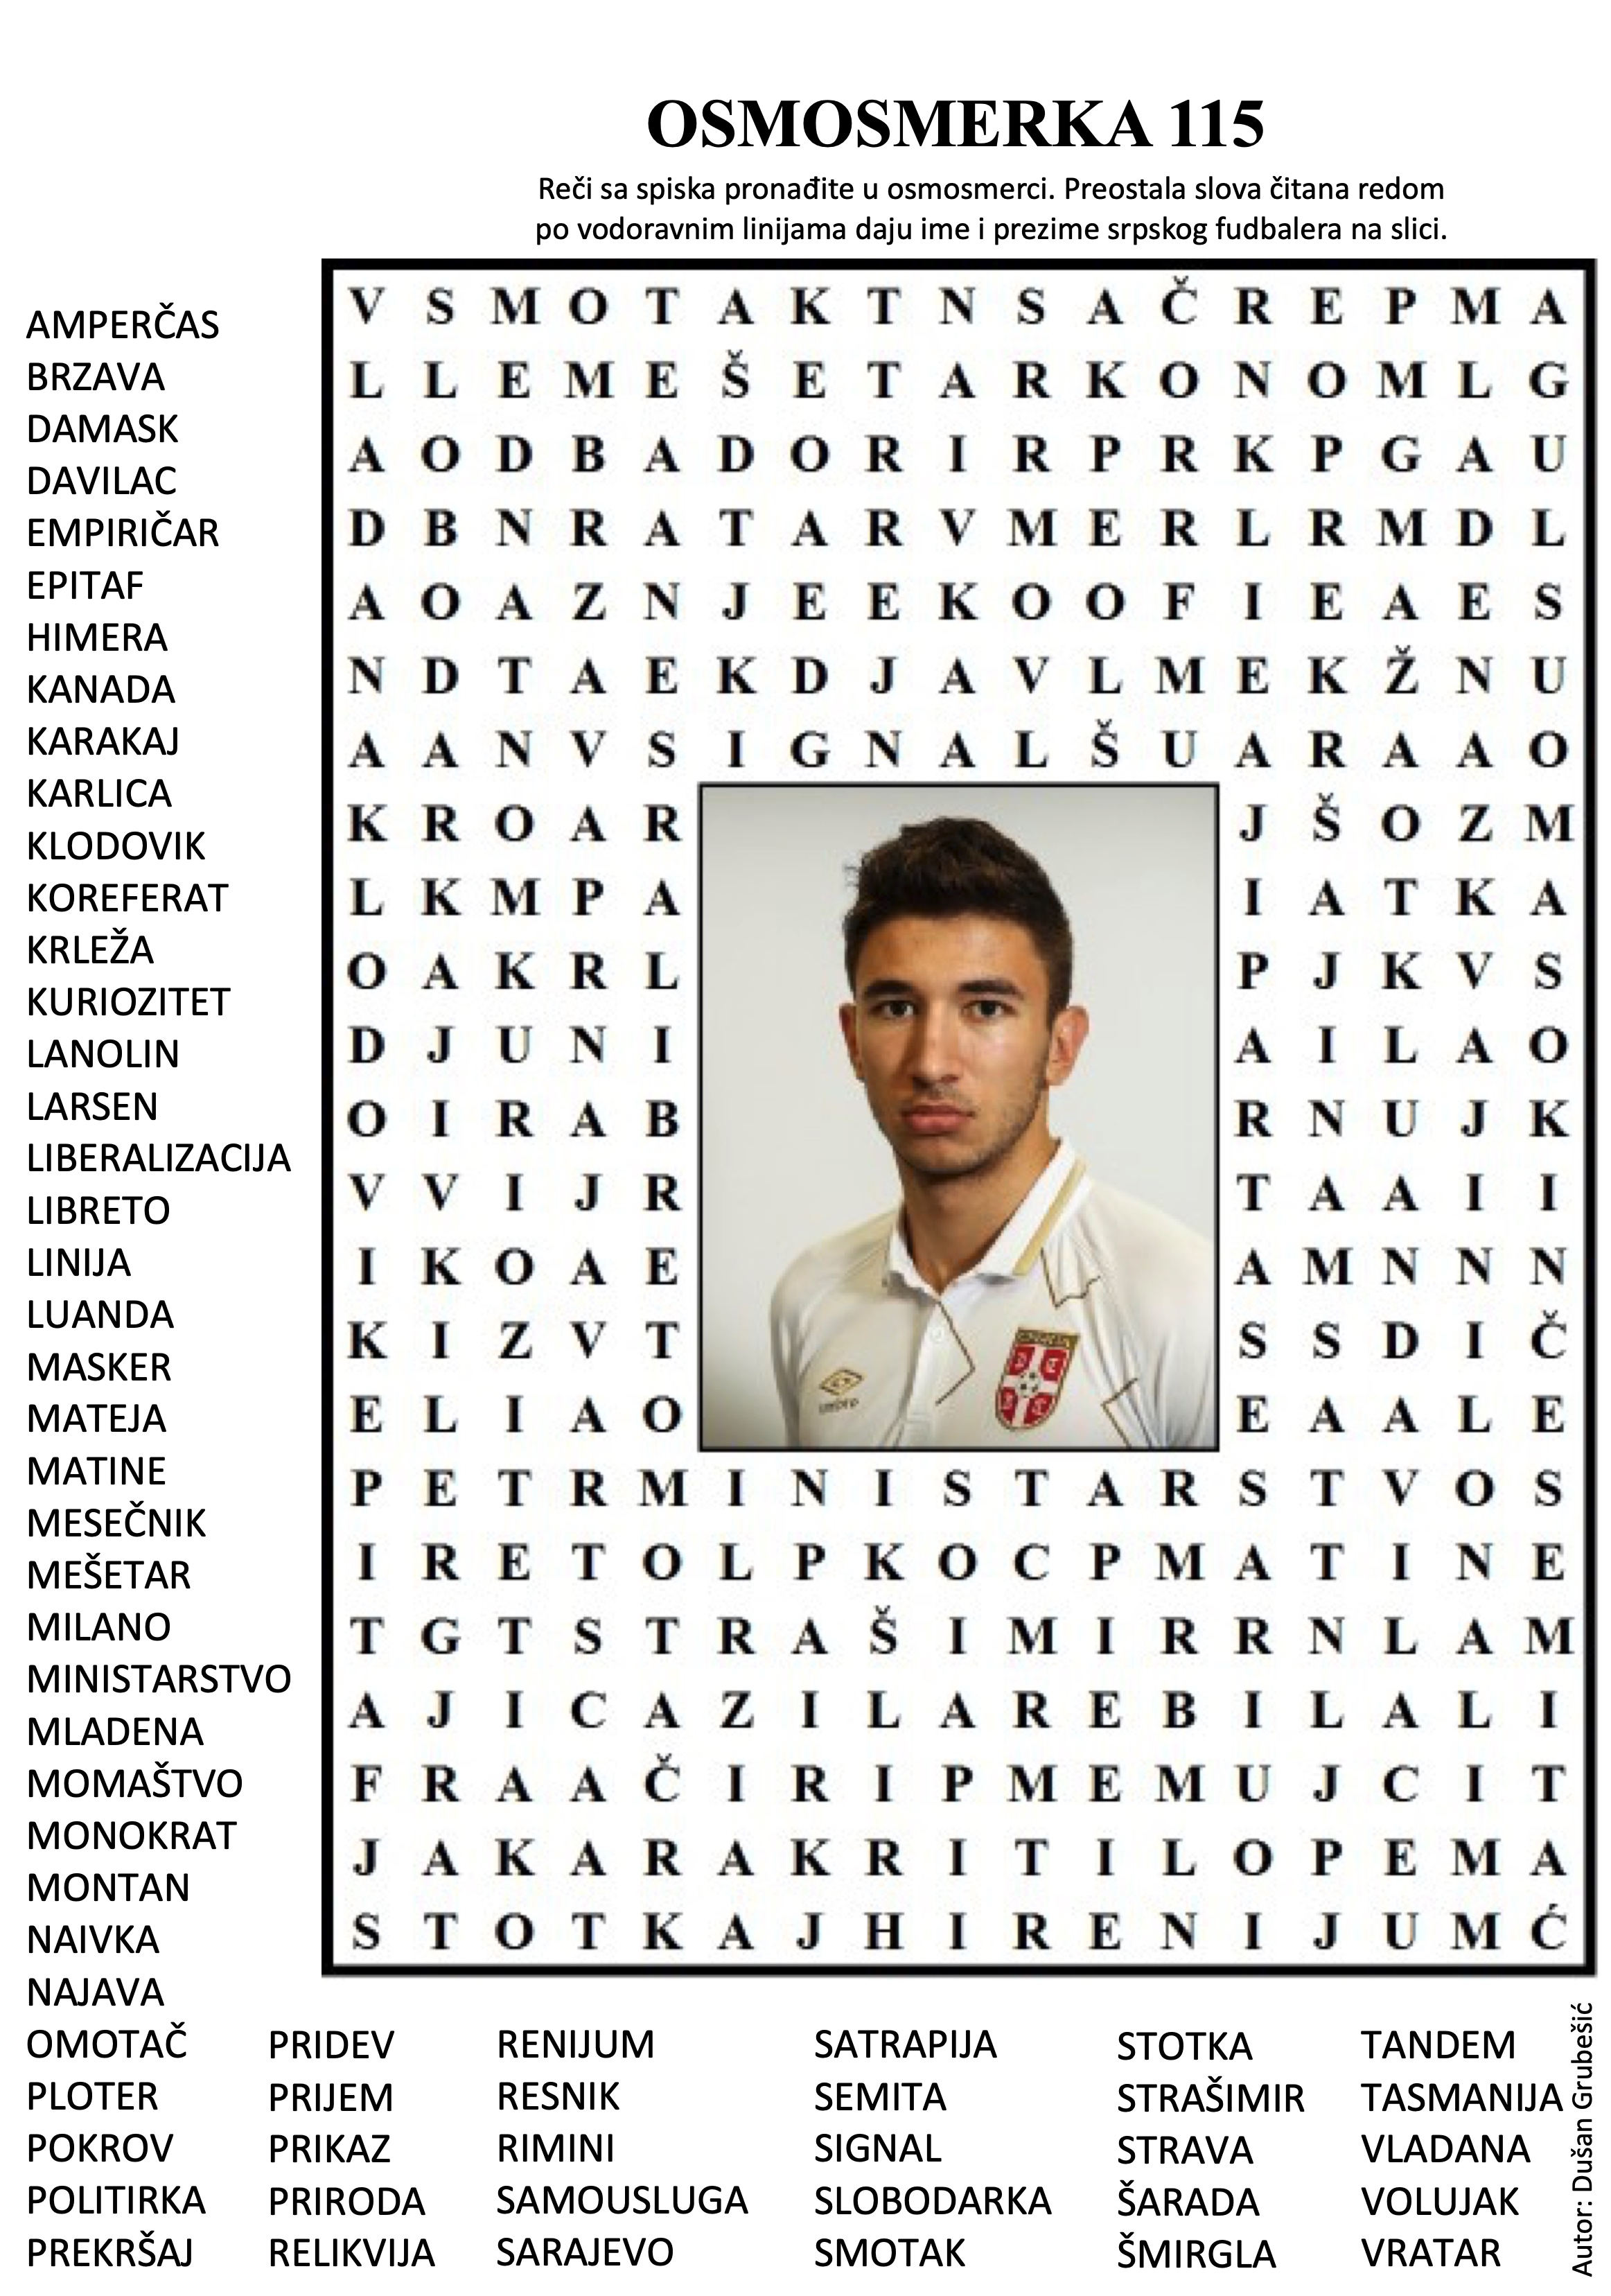 OSMOSMERKA 115
Reči sa spiska pronađite u osmosmerci. Preostala slova čitana redom
po vodoravnim linijama daju ime i prezime srpskog fudbalera na slici.
V S M O T A K T N S A Č R E P M A
L L E M E Š E T A R K O N O M L G
A O D B A D O R I R P R K P G A U
D B N R A T A R V M E R L R M D L
A O A Z N J E E K O O F I E A E S
N D T A E K D J A V L M E K Ž N U
A A N V S I G N A L Š U A R A A O
K R O A R J Š O Z M
L K M P A I A T K A
O A K R L P J K V S
D J U N I A I L A O
O I R A B R N U J K
V V I J R T A A I I
I K O A E A M N N N
K I Z V T S S D I Č
E L I A O E A A L E
P E T R M I N I S T A R S T V O S
I R E T O L P K O C P M A T I N E
T G T S T R A Š I M I R R N L A M
A J I C A Z I L A R E B I L A L I
F R A A Č I R I P M E M U J C I T
J A K A R A K R I T I L O P E M A
S T O T K A J H I R E N I J U M Ć
AMPERČAS
BRZAVA
DAMASK
DAVILAC
EMPIRIČAR
EPITAF
HIMERA
KANADA
KARAKAJ
KARLICA
KLODOVIK
KOREFERAT
KRLEŽA
KURIOZITET
LANOLIN
LARSEN
LIBERALIZACIJA
LIBRETO
LINIJA
LUANDA
MASKER
MATEJA
MATINE
MESEČNIK
MEŠETAR
MILANO
MINISTARSTVO
MLADENA
MOMAŠTVO
MONOKRAT
MONTAN
NAIVKA
NAJAVA
OMOTAČ
PLOTER
POKROV
POLITIRKA
PREKRŠAJ
PRIDEV
PRIJEM
PRIKAZ
PRIRODA
RELIKVIJA
RENIJUM
RESNIK
RIMINI
SAMOUSLUGA
SARAJEVO
SATRAPIJA
SEMITA
SIGNAL
SLOBODARKA
SMOTAK
STOTKA
STRAŠIMIR
STRAVA
ŠARADA
ŠMIRGLA
TANDEM
TASMANIJA
VLADANA
VOLUJAK
VRATAR
Autor: Dušan Grubešić